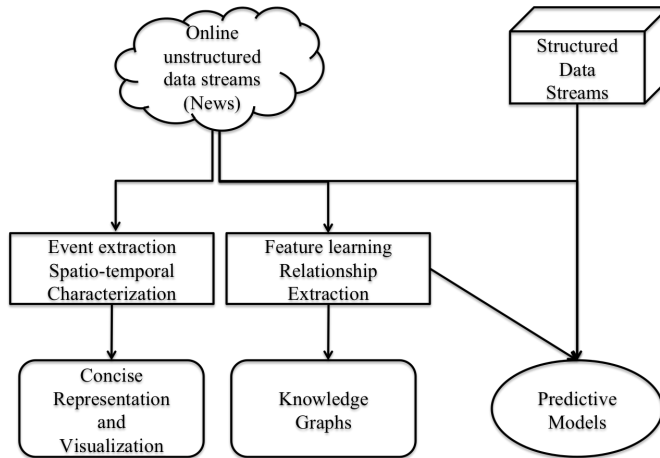 Online
unstructured
data streams
(News)
Structured
Data
Streams
Event extraction
Spatio-temporal
Characterization
Feature learning
Relationship
Extraction
Concise
Representation
and
Visualization
Knowledge
Graphs
Predictive
Models